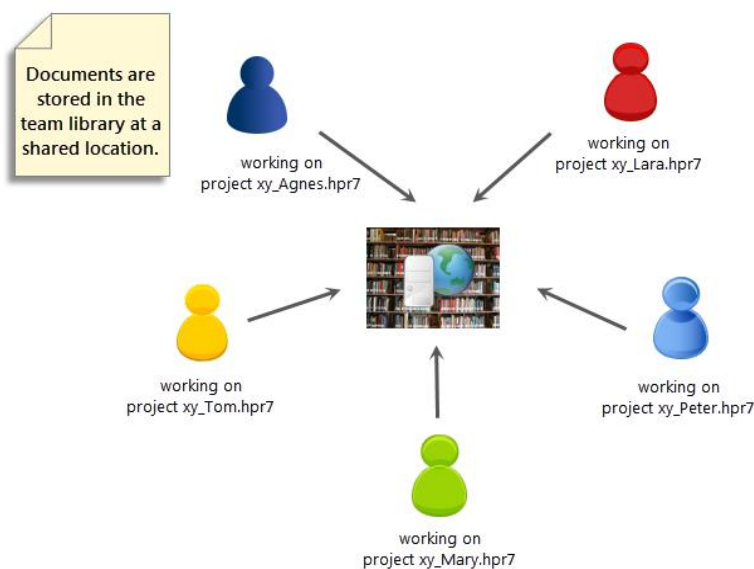 Documents are
stored in the
team library at a
shared location.
working on
project xy_Agnes.hpr7
working on
project xy_Lara.hpr7
working on
project xy_Tom.hpr7
working on
project xy_Peter.hpr7
working on
project xy_Mary.hpr7